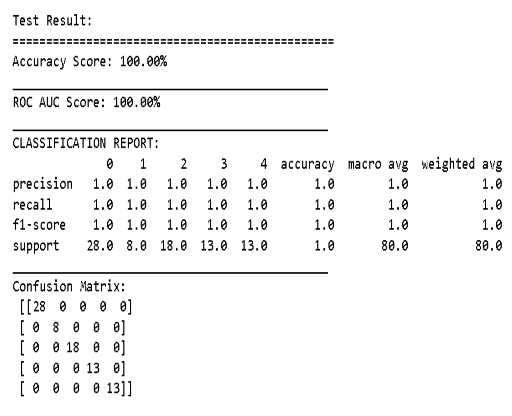 Test Result:
================================================
Accuracy Score: 100.00%
_______________________________________________
ROC AUC Score: 100.00%
_______________________________________________
CLASSIFICATION REPORT:
0 1 2 3 4 accuracy macro avg weighted avg
precision 1.0 1.0 1.0 1.0 1.0 1.0 1.0 1.0
recall 1.0 1.0 1.0 1.0 1.0 1.0 1.0 1.0
f1-score 1.0 1.0 1.0 1.0 1.0 1.0 1.0 1.0
support 28.0 8.0 18.0 13.0 13.0 1.0 80.0 80.0
_______________________________________________
Confusion Matrix:
[[28 0 0 0 0]
[ 0 8 0 0 0]
[ 0 0 18 0 0]
[ 0 0 0 13 0]
[ 0 0 0 0 13]]